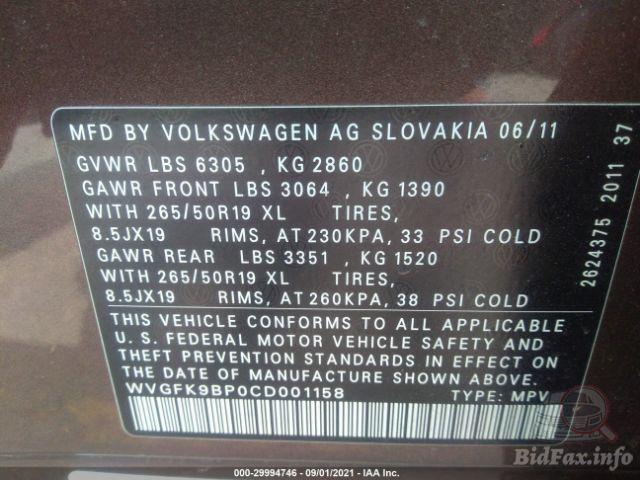 MFD BY VOLKSWAGEN AG SLOVAKIA 06/11
GVWR LBS 6305 , KG 2860
GAWR FRONT LBS 3064 , KG 1390
WITH 265/50R19 XL TIRES,
8.5JX19 RIMS, AT 230KPA, 33 PSI COLD
GAWR REAR LBS 3351 , KG 1520
WITH 265/50R19 XL TIRES,
8.5JX19 RIMS, AT 260KPA, 38 PSI COLD
THIS VEHICLE CONFORMS TO ALL APPLICABLE
U. S. FEDERAL MOTOR VEHICLE SAFETY AND
THEFT PREVENTION STANDARDS IN EFFECT ON
THE DATE OF MANUFACTURE SHOWN ABOVE
WVGFK9BP0CD001158 TYPE: MPV
2624375 2011 37
000-29994746 - 09/01/2021 - IAA Inc.
BidFax.info